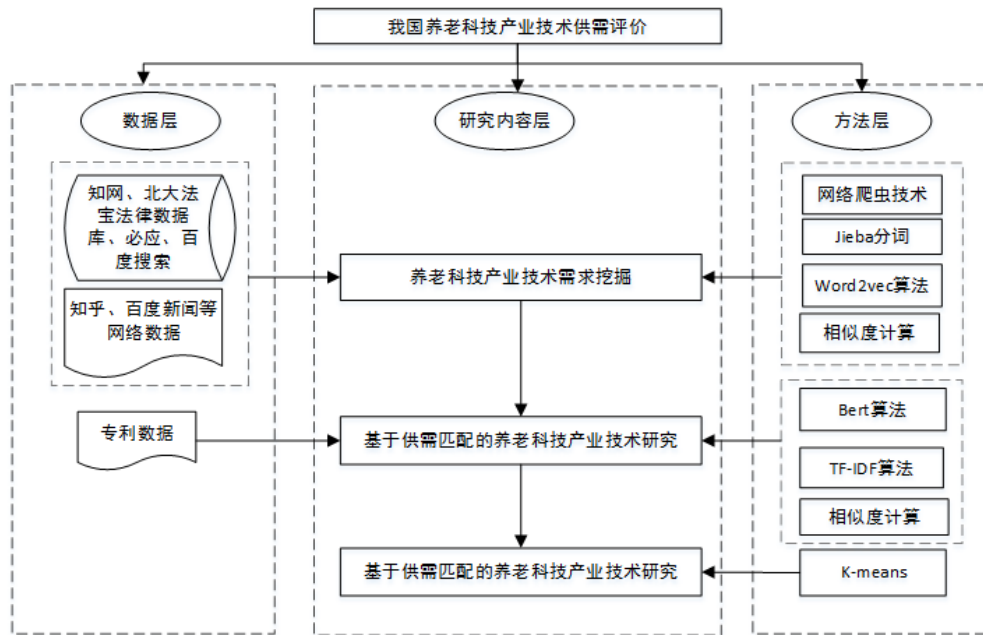 我国养老科技产业技术供需评价
数据层
研究内容层
方法层
知网、北大法
宝法律数据
库、必应、百
度搜索
知乎、百度新闻等
网络数据
专利数据
养老科技产业技术需求挖掘
基于供需匹配的养老科技产业技术研究
基于供需匹配的养老科技产业技术研究
网络爬虫技术
Jieba分词
Word2vec算法
相似度计算
Bert算法
TF-IDF算法
相似度计算
K-means